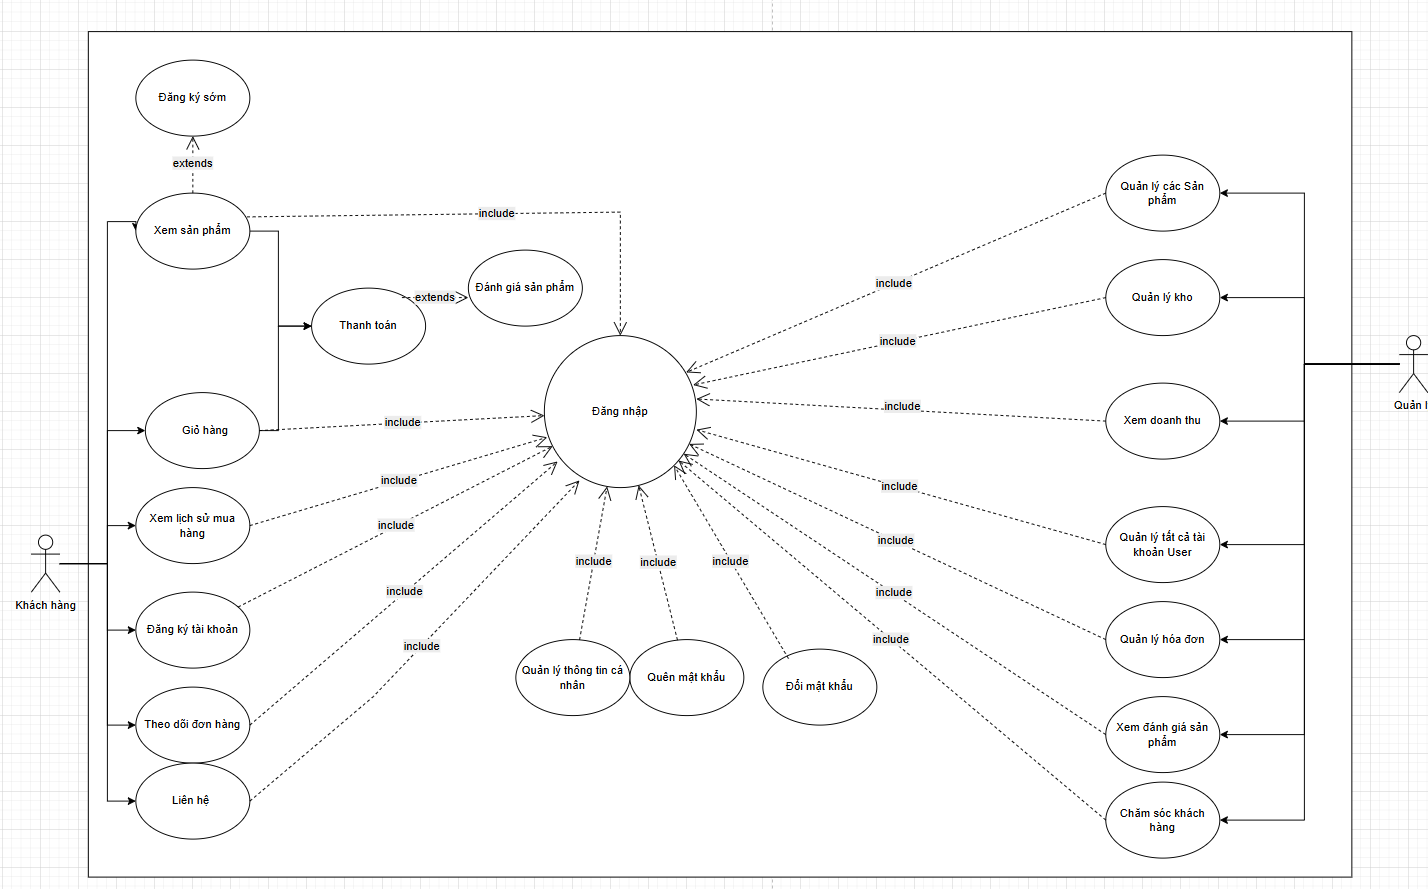 Đăng ký sớm
extends
Xem sản phẩm
include
Thanh toán
extends
Đánh giá sản phẩm
Giỏ hàng
include
include
Xem lịch sử mua
hàng
include
Khách hàng
Đăng ký tài khoản
include
Theo dõi đơn hàng
include
Liên hệ
Đăng nhập
include
include
include
Quản lý thông tin cá
nhân
Quên mật khẩu
Đổi mật khẩu
Quản lý các Sản
phẩm
include
Quản lý kho
include
Xem doanh thu
include
include
Quản lý tất cả tài
khoản User
include
Quản lý hóa đơn
include
Xem đánh giá sản
phẩm
include
Chăm sóc khách
hàng
Quản l